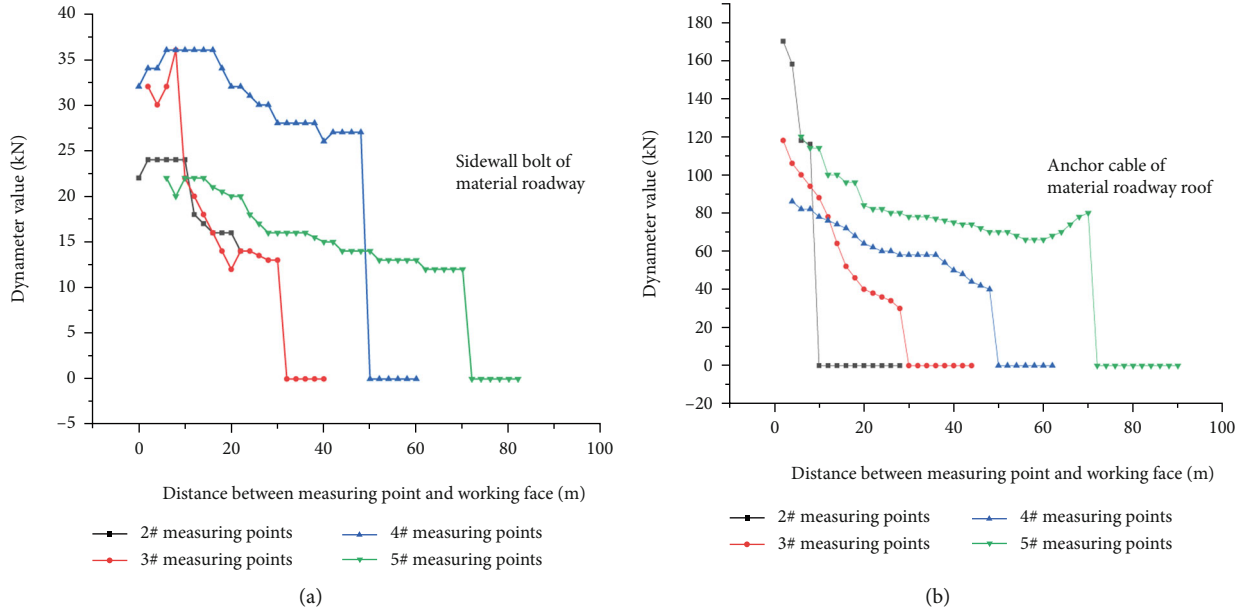 40
35
30
25
20
15
10
5
0
−5
Dynameter value (kN)
Sidewall bolt of
material roadway
0 20 40 60 80 100
Distance between measuring point and working face (m)
2# measuring points
3# measuring points
4# measuring points
5# measuring points
(a)
180
160
140
120
100
80
60
40
20
0
−20
Dynameter value (kN)
Anchor cable of
material roadway roof
0 20 40 60 80 100
Distance between measuring point and working face (m)
2# measuring points
3# measuring points
4# measuring points
5# measuring points
(b)